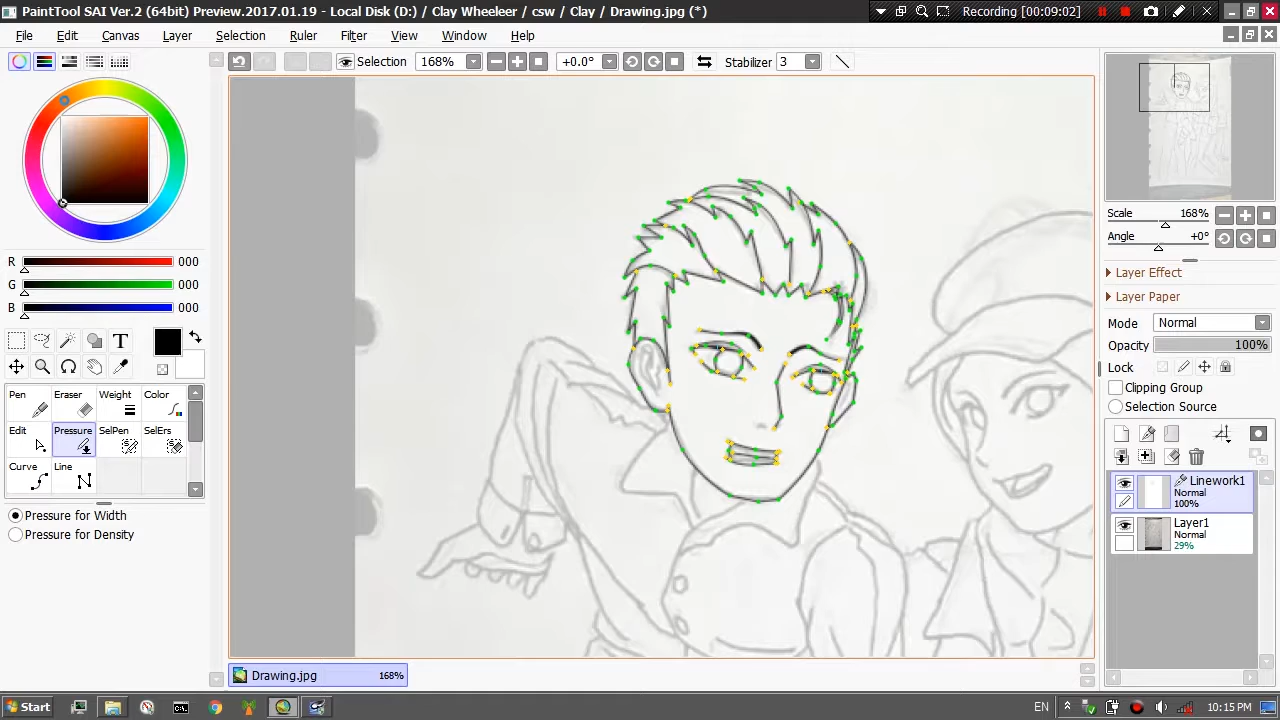 PaintTool SAI Ver.2 (64bit) Preview.2017.01.19 - Local Disk (D:) / Clay Wheeleer / csw / Clay / Drawing.jpg (*)
Recording [00:09:02]
File Edit Canvas Layer Selection Ruler Filter View Window Help
Selection 168% +0.0° Stabilizer 3
Scale 168%
Angle +0°
R 000
G 000
B 000
Layer Effect
Layer Paper
Mode Normal
Opacity 100%
Lock
Clipping Group
Selection Source
T
Pen Eraser Weight Color
Edit Pressure SelPen SelErs
Curve Line
Pressure for Width
Pressure for Density
Linework1
Normal
100%
Layer1
Normal
29%
Drawing.jpg 168%
Start EN 10:15 PM